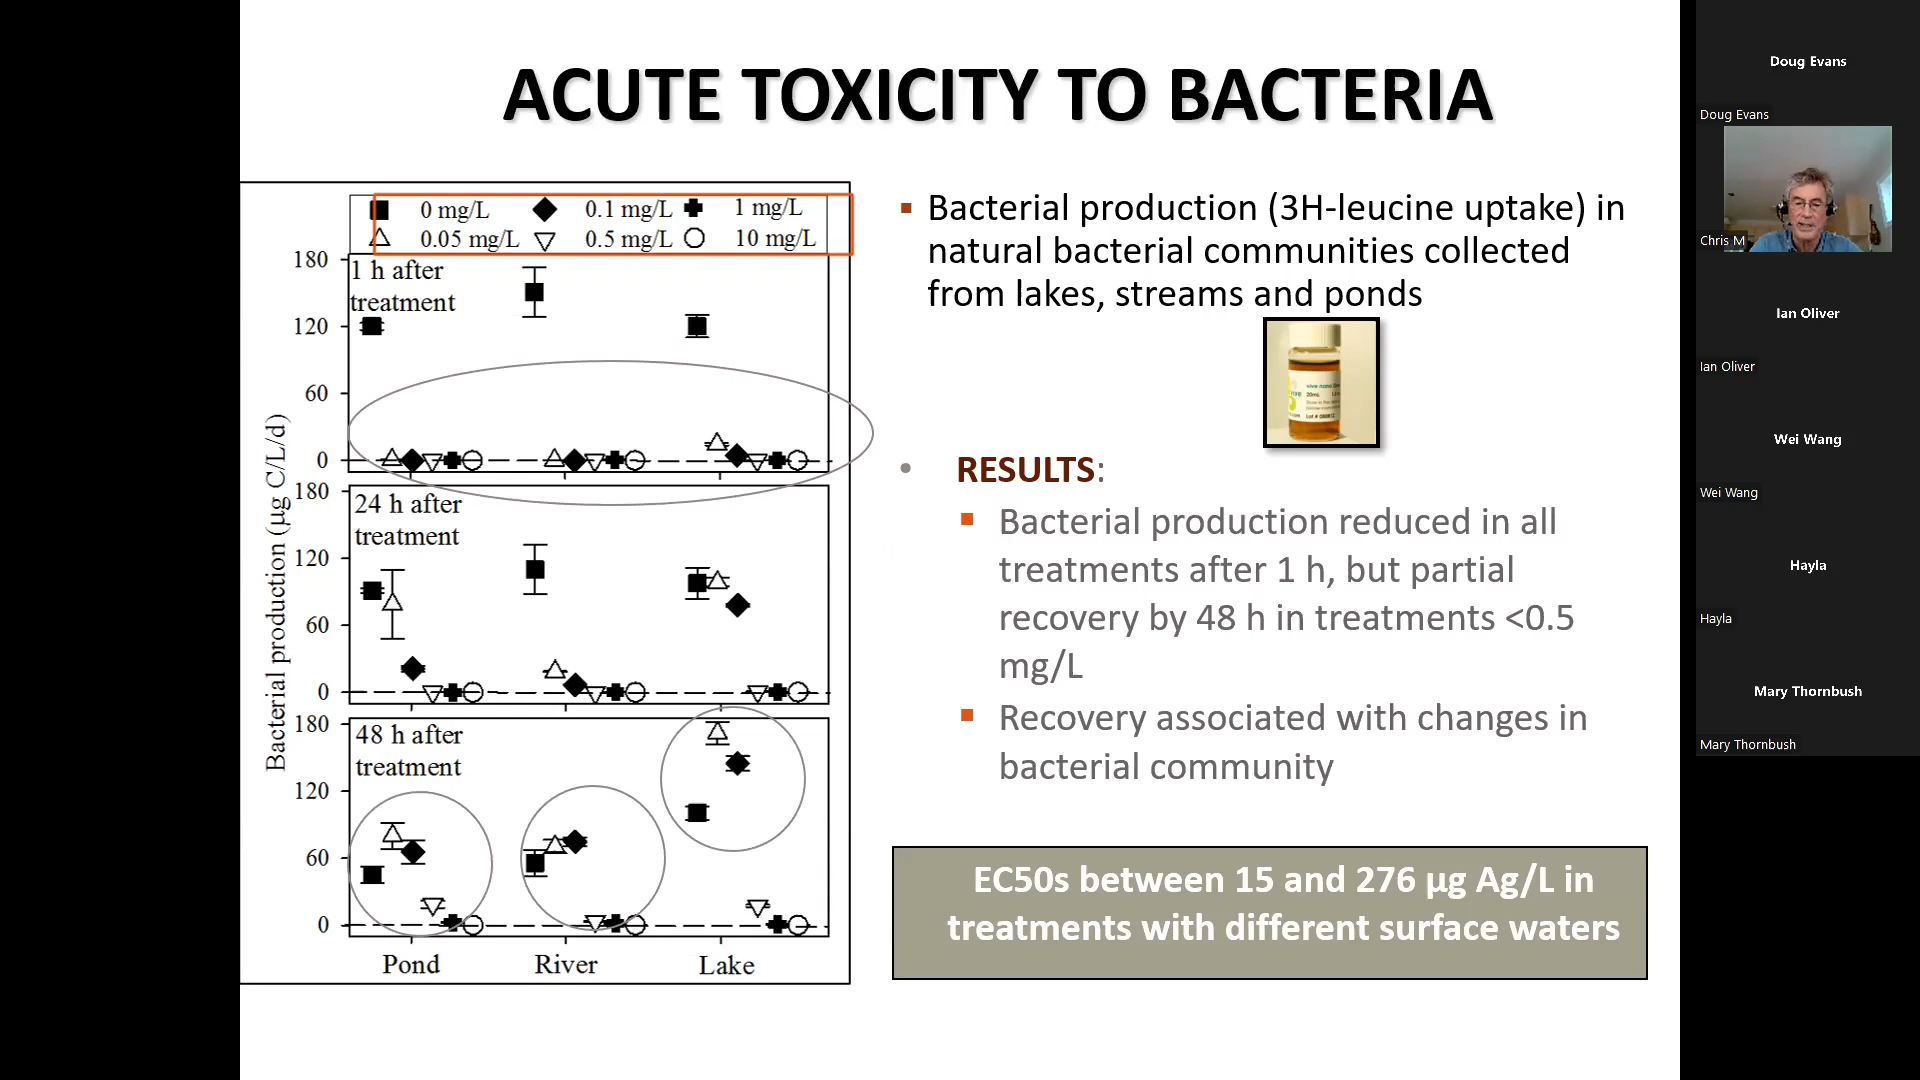 ACUTE TOXICITY TO BACTERIA
0 mg/L 0.1 mg/L 1 mg/L
0.05 mg/L 0.5 mg/L 10 mg/L
Bacterial production (µg C/L/d)
180
120
60
0
1 h after
treatment
180
120
60
0
24 h after
treatment
180
120
60
0
48 h after
treatment
Pond River Lake
Bacterial production (3H-leucine uptake) in
natural bacterial communities collected
from lakes, streams and ponds
vive nano
20mL
RESULTS:
Bacterial production reduced in all
treatments after 1 h, but partial
recovery by 48 h in treatments <0.5
mg/L
Recovery associated with changes in
bacterial community
EC50s between 15 and 276 µg Ag/L in
treatments with different surface waters
Doug Evans
Doug Evans
Chris M
Ian Oliver
Ian Oliver
Wei Wang
Wei Wang
Hayla
Hayla
Mary Thornbush
Mary Thornbush